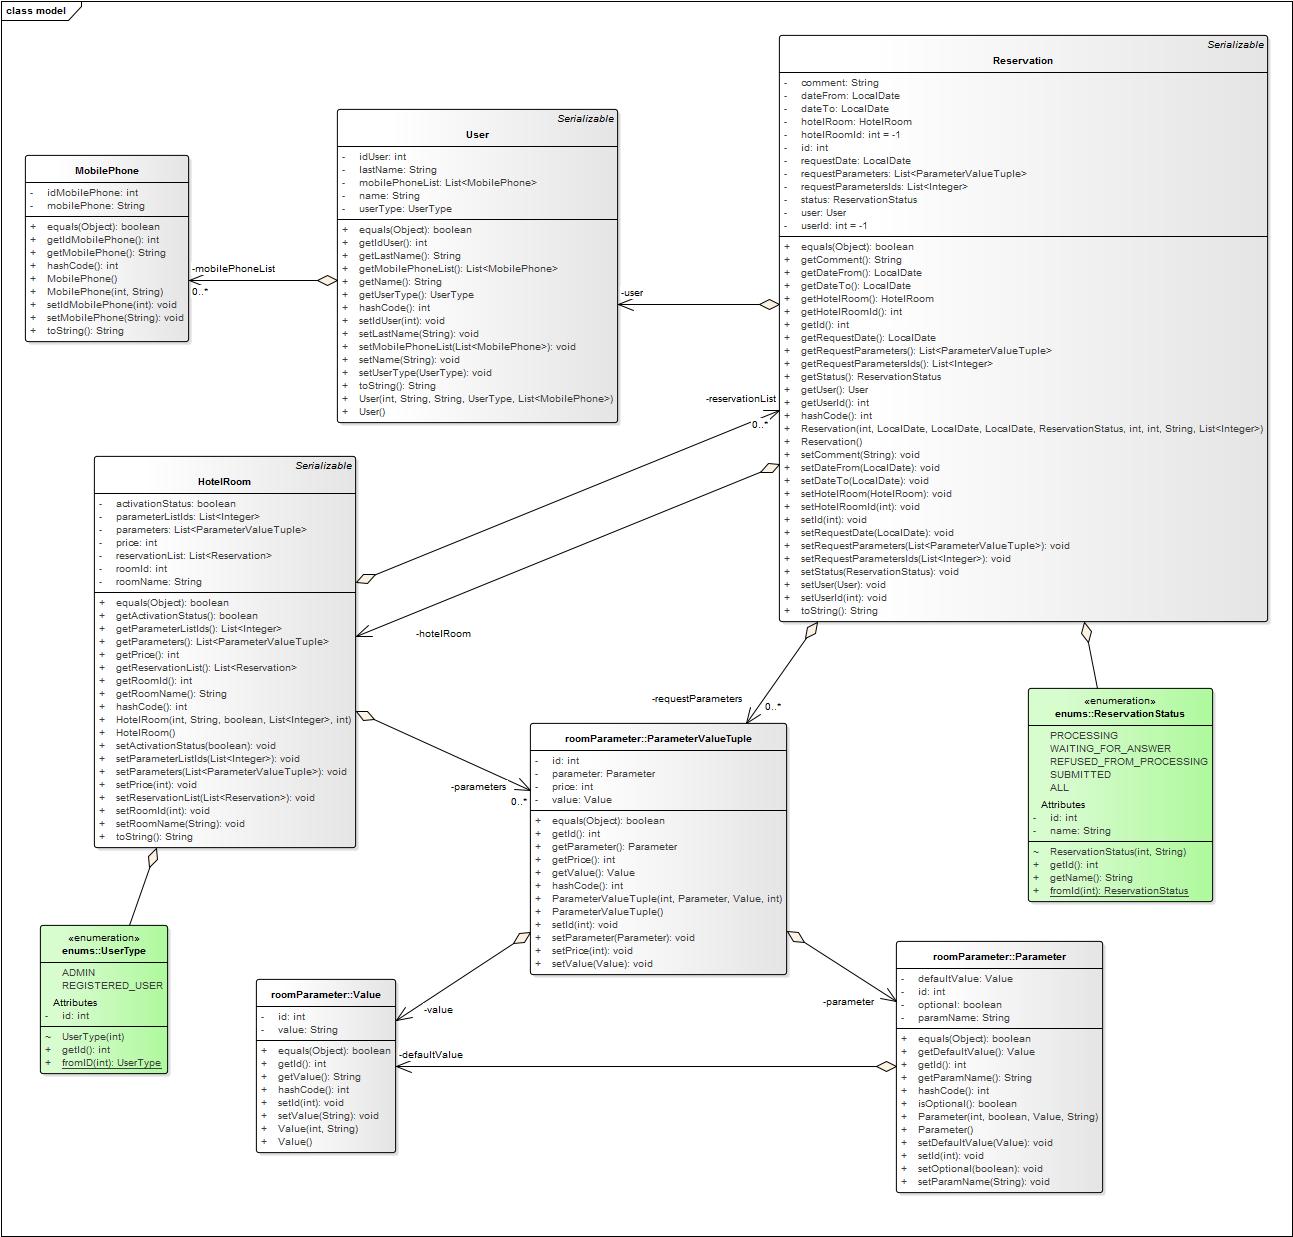 class model
Serializable
Reservation
- comment: String
- dateFrom: LocalDate
- dateTo: LocalDate
- hotelRoom: HotelRoom
- hotelRoomId: int = -1
- id: int
- requestDate: LocalDate
- requestParameters: List<ParameterValueTuple>
- requestParametersIds: List<Integer>
- status: ReservationStatus
- user: User
- userId: int = -1
+ equals(Object): boolean
+ getComment(): String
+ getDateFrom(): LocalDate
+ getDateTo(): LocalDate
+ getHotelRoom(): HotelRoom
+ getHotelRoomId(): int
+ getId(): int
+ getRequestDate(): LocalDate
+ getRequestParameters(): List<ParameterValueTuple>
+ getRequestParametersIds(): List<Integer>
+ getStatus(): ReservationStatus
+ getUser(): User
+ getUserId(): int
+ hashCode(): int
+ Reservation(int, LocalDate, LocalDate, LocalDate, ReservationStatus, int, int, String, List<Integer>)
+ Reservation()
+ setComment(String): void
+ setDateFrom(LocalDate): void
+ setDateTo(LocalDate): void
+ setHotelRoom(HotelRoom): void
+ setHotelRoomId(int): void
+ setId(int): void
+ setRequestDate(LocalDate): void
+ setRequestParameters(List<ParameterValueTuple>): void
+ setRequestParametersIds(List<Integer>): void
+ setStatus(ReservationStatus): void
+ setUser(User): void
+ setUserId(int): void
+ toString(): String
Serializable
User
- idUser: int
- lastName: String
- mobilePhoneList: List<MobilePhone>
- name: String
- userType: UserType
+ equals(Object): boolean
+ getIdUser(): int
+ getLastName(): String
+ getMobilePhoneList(): List<MobilePhone>
+ getName(): String
+ getUserType(): UserType
+ hashCode(): int
+ setIdUser(int): void
+ setLastName(String): void
+ setMobilePhoneList(List<MobilePhone>): void
+ setName(String): void
+ setUserType(UserType): void
+ toString(): String
+ User(int, String, String, UserType, List<MobilePhone>)
+ User()
MobilePhone
- idMobilePhone: int
- mobilePhone: String
+ equals(Object): boolean
+ getIdMobilePhone(): int
+ getMobilePhone(): String
+ hashCode(): int
+ MobilePhone()
+ MobilePhone(int, String)
+ setIdMobilePhone(int): void
+ setMobilePhone(String): void
+ toString(): String
-mobilePhoneList
0..*
-user
-reservationList
0..*
-hotelRoom
Serializable
HotelRoom
- activationStatus: boolean
- parameterListIds: List<Integer>
- parameters: List<ParameterValueTuple>
- price: int
- reservationList: List<Reservation>
- roomId: int
- roomName: String
+ equals(Object): boolean
+ getActivationStatus(): boolean
+ getParameterListIds(): List<Integer>
+ getParameters(): List<ParameterValueTuple>
+ getPrice(): int
+ getReservationList(): List<Reservation>
+ getRoomId(): int
+ getRoomName(): String
+ hashCode(): int
+ HotelRoom(int, String, boolean, List<Integer>, int)
+ HotelRoom()
+ setActivationStatus(boolean): void
+ setParameterListIds(List<Integer>): void
+ setParameters(List<ParameterValueTuple>): void
+ setPrice(int): void
+ setReservationList(List<Reservation>): void
+ setRoomId(int): void
+ setRoomName(String): void
+ toString(): String
-requestParameters
0..*
-parameters
0..*
roomParameter::ParameterValueTuple
- id: int
- parameter: Parameter
- price: int
- value: Value
+ equals(Object): boolean
+ getId(): int
+ getParameter(): Parameter
+ getPrice(): int
+ getValue(): Value
+ hashCode(): int
+ ParameterValueTuple(int, Parameter, Value, int)
+ ParameterValueTuple()
+ setId(int): void
+ setParameter(Parameter): void
+ setPrice(int): void
+ setValue(Value): void
«enumeration»
enums::ReservationStatus
PROCESSING
WAITING_FOR_ANSWER
REFUSED_FROM_PROCESSING
SUBMITTED
ALL
Attributes
- id: int
- name: String
~ ReservationStatus(int, String)
+ getId(): int
+ getName(): String
+ fromId(int): ReservationStatus
«enumeration»
enums::UserType
ADMIN
REGISTERED_USER
Attributes
- id: int
~ UserType(int)
+ getId(): int
+ fromID(int): UserType
-value
-parameter
-defaultValue
roomParameter::Value
- id: int
- value: String
+ equals(Object): boolean
+ getId(): int
+ getValue(): String
+ hashCode(): int
+ setId(int): void
+ setValue(String): void
+ Value(int, String)
+ Value()
roomParameter::Parameter
- defaultValue: Value
- id: int
- optional: boolean
- paramName: String
+ equals(Object): boolean
+ getDefaultValue(): Value
+ getId(): int
+ getParamName(): String
+ hashCode(): int
+ isOptional(): boolean
+ Parameter(int, boolean, Value, String)
+ Parameter()
+ setDefaultValue(Value): void
+ setId(int): void
+ setOptional(boolean): void
+ setParamName(String): void